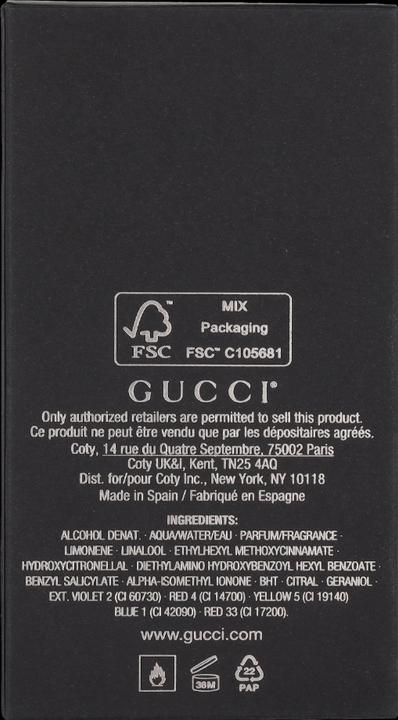 MIX
Packaging
FSC FSC™ C105681
GUCCI®
Only authorized retailers are permitted to sell this product.
Ce produit ne peut être vendu que par les dépositaires agréés.
Coty, 14 rue du Quatre Septembre, 75002 Paris
Coty UK&I, Kent, TN25 4AQ
Dist. for/pour Coty Inc., New York, NY 10118
Made in Spain / Fabriqué en Espagne
INGREDIENTS:
ALCOHOL DENAT. · AQUA/WATER/EAU · PARFUM/FRAGRANCE ·
LIMONENE · LINALOOL · ETHYLHEXYL METHOXYCINNAMATE ·
HYDROXYCITRONELLAL · DIETHYLAMINO HYDROXYBENZOYL HEXYL BENZOATE ·
BENZYL SALICYLATE · ALPHA-ISOMETHYL IONONE · BHT · CITRAL · GERANIOL ·
EXT. VIOLET 2 (CI 60730) · RED 4 (CI 14700) · YELLOW 5 (CI 19140)
BLUE 1 (CI 42090) · RED 33 (CI 17200).
www.gucci.com
36M
22
PAP